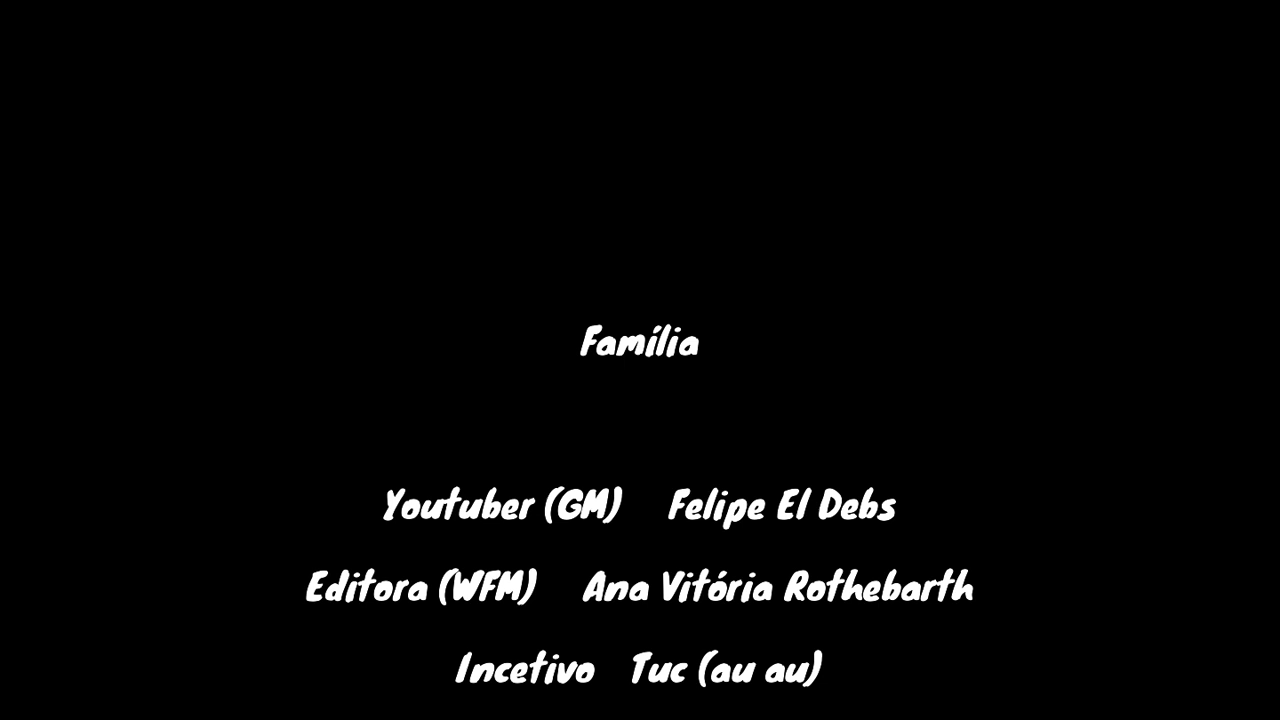 Família
Youtuber (GM) Felipe El Debs
Editora (WFM) Ana Vitória Rothebarth
Incetivo Tuc (au au)